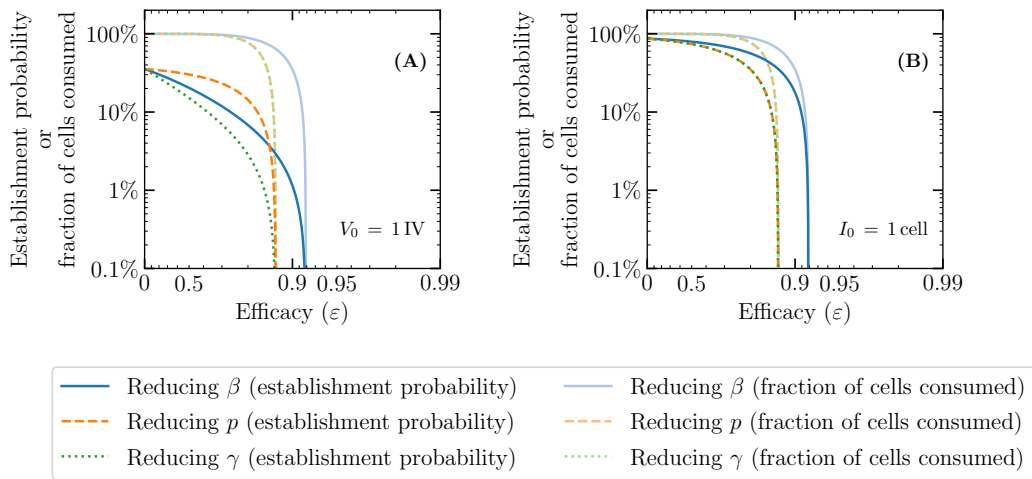 Establishment probability
or
fraction of cells consumed
100%
10%
1%
0.1%
(A)
V₀ = 1 IV
0 0.5 0.9 0.95 0.99
Efficacy (ε)
Establishment probability
or
fraction of cells consumed
100%
10%
1%
0.1%
(B)
I₀ = 1 cell
0 0.5 0.9 0.95 0.99
Efficacy (ε)
Reducing β (establishment probability)
Reducing p (establishment probability)
Reducing γ (establishment probability)
Reducing β (fraction of cells consumed)
Reducing p (fraction of cells consumed)
Reducing γ (fraction of cells consumed)